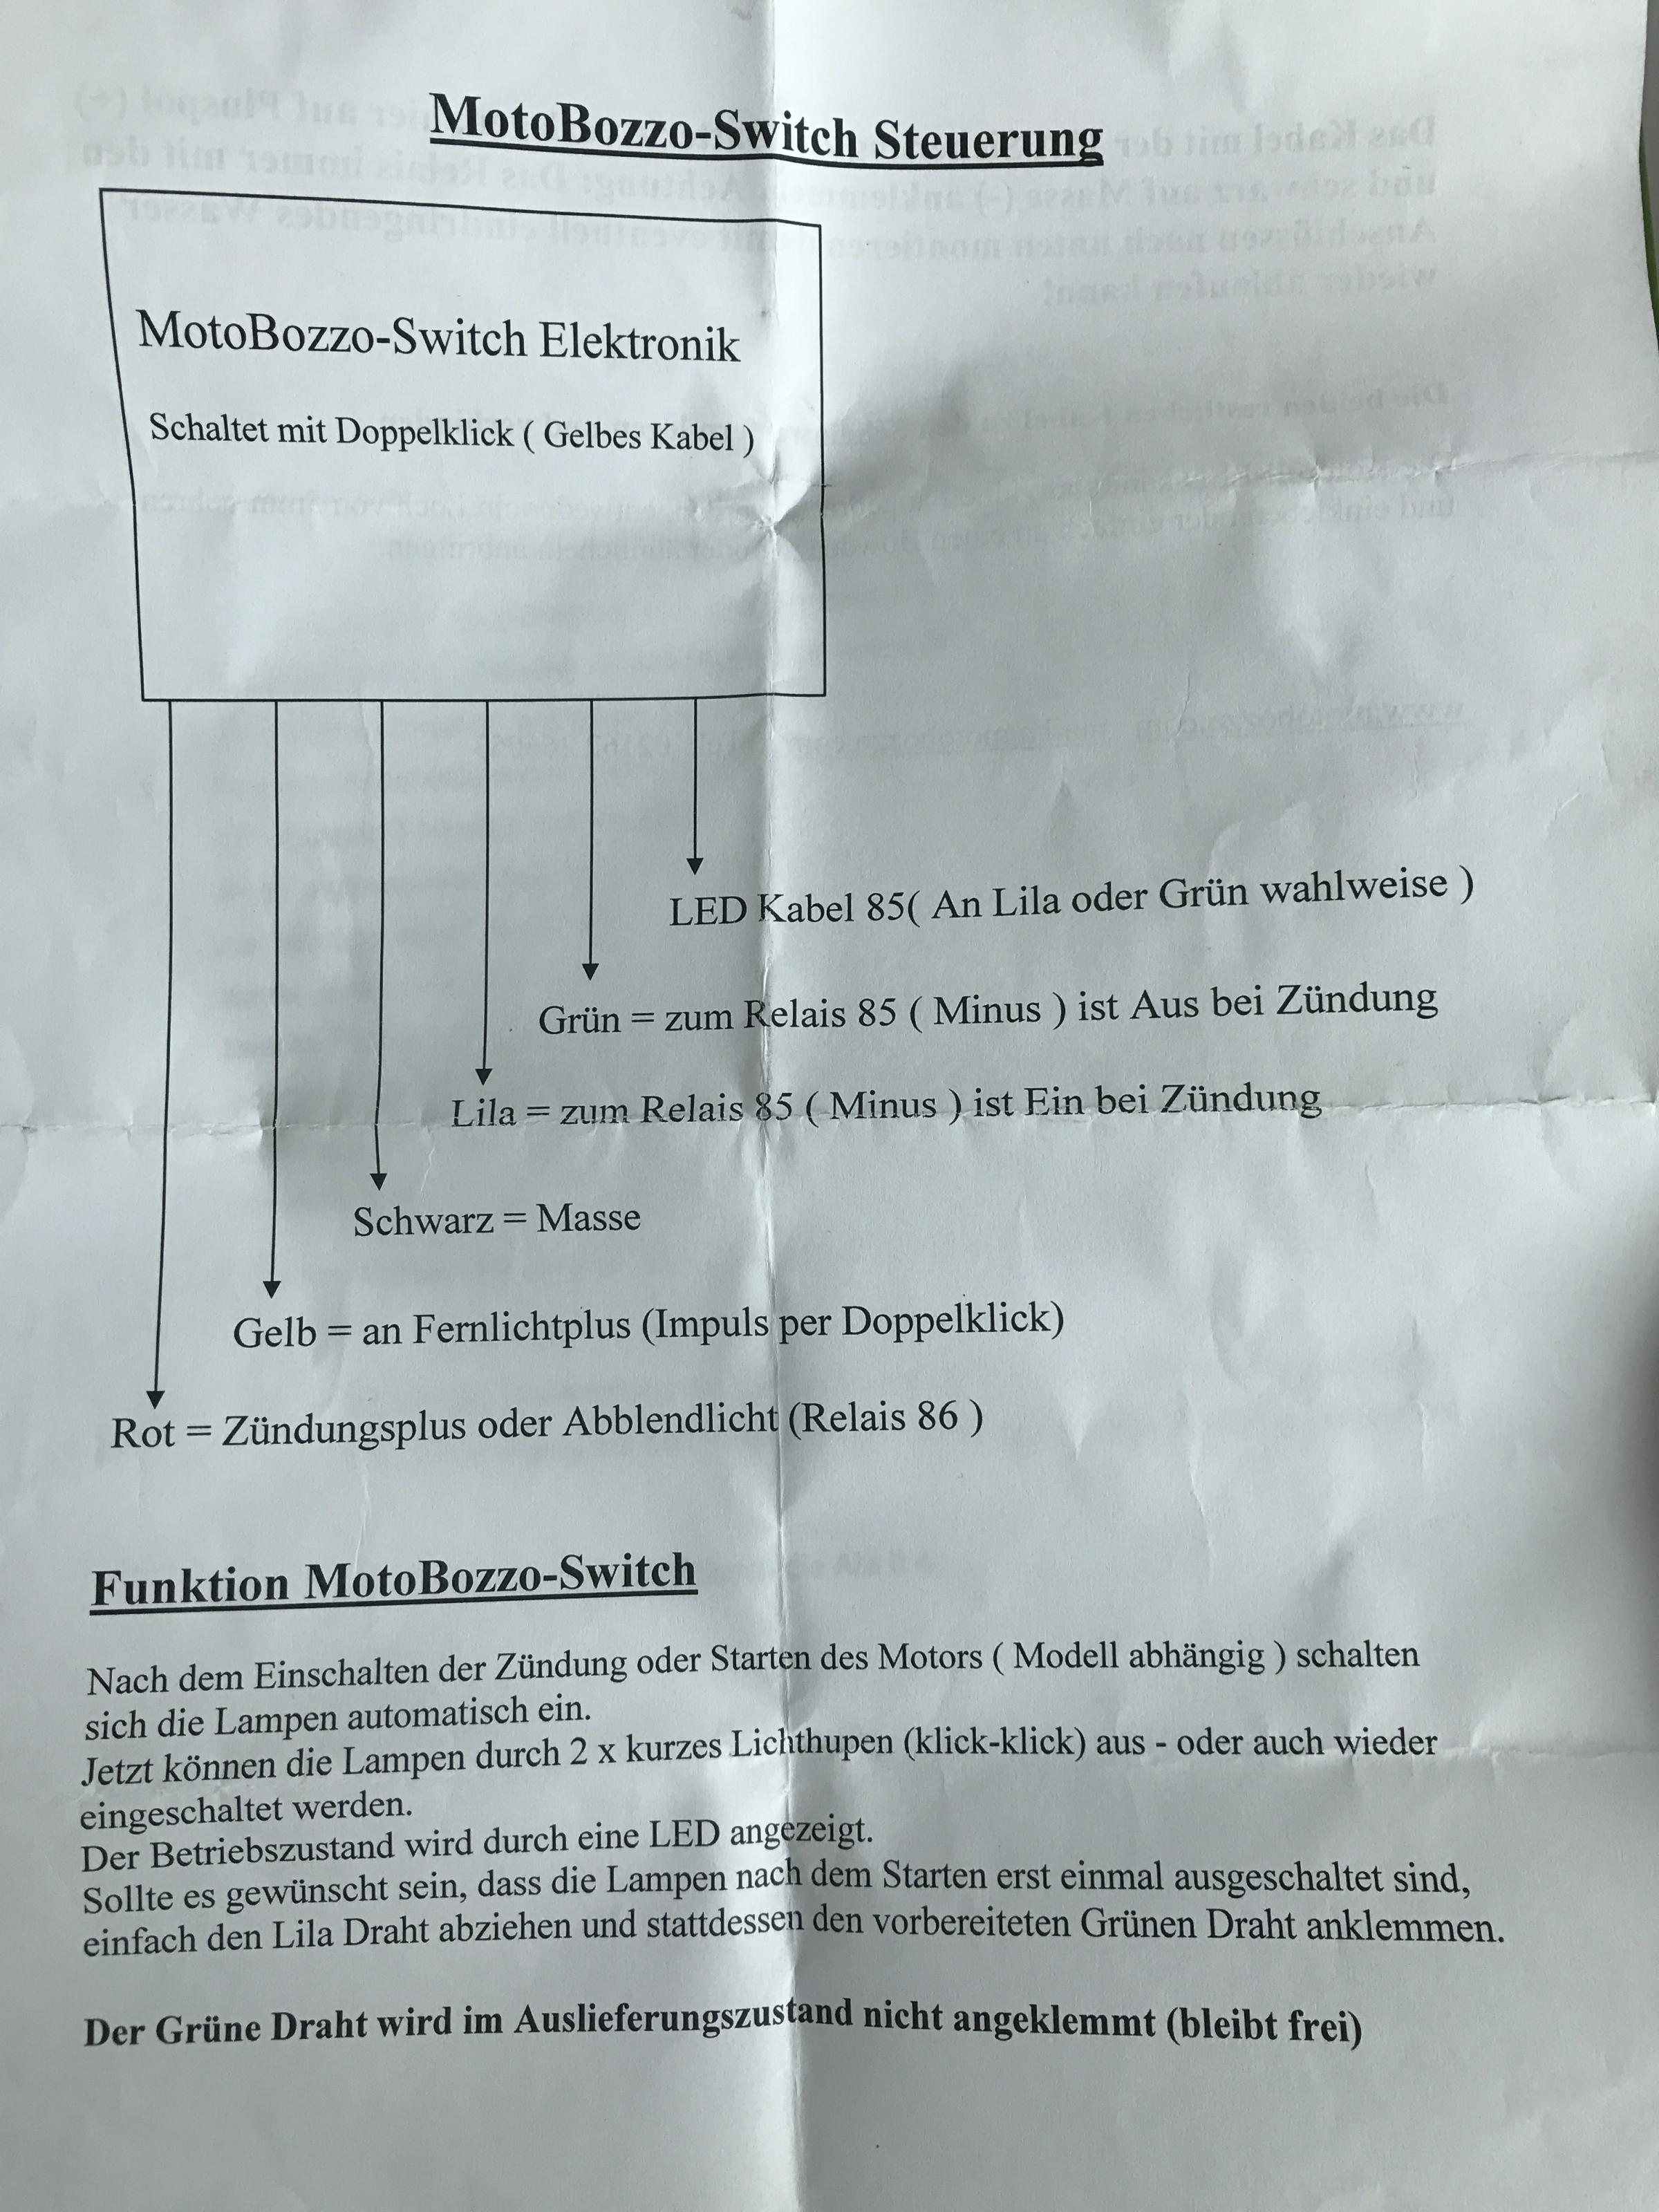 MotoBozzo-Switch Steuerung
MotoBozzo-Switch Elektronik
Schaltet mit Doppelklick ( Gelbes Kabel )
LED Kabel 85( An Lila oder Grün wahlweise )
Grün = zum Relais 85 ( Minus ) ist Aus bei Zündung
Lila = zum Relais 85 ( Minus ) ist Ein bei Zündung
Schwarz = Masse
Gelb = an Fernlichtplus (Impuls per Doppelklick)
Rot = Zündungsplus oder Abblendlicht (Relais 86 )
Funktion MotoBozzo-Switch
Nach dem Einschalten der Zündung oder Starten des Motors ( Modell abhängig ) schalten
sich die Lampen automatisch ein.
Jetzt können die Lampen durch 2 x kurzes Lichthupen (klick-klick) aus - oder auch wieder
eingeschaltet werden.
Der Betriebszustand wird durch eine LED angezeigt.
Sollte es gewünscht sein, dass die Lampen nach dem Starten erst einmal ausgeschaltet sind,
einfach den Lila Draht abziehen und stattdessen den vorbereiteten Grünen Draht anklemmen.
Der Grüne Draht wird im Auslieferungszustand nicht angeklemmt (bleibt frei)